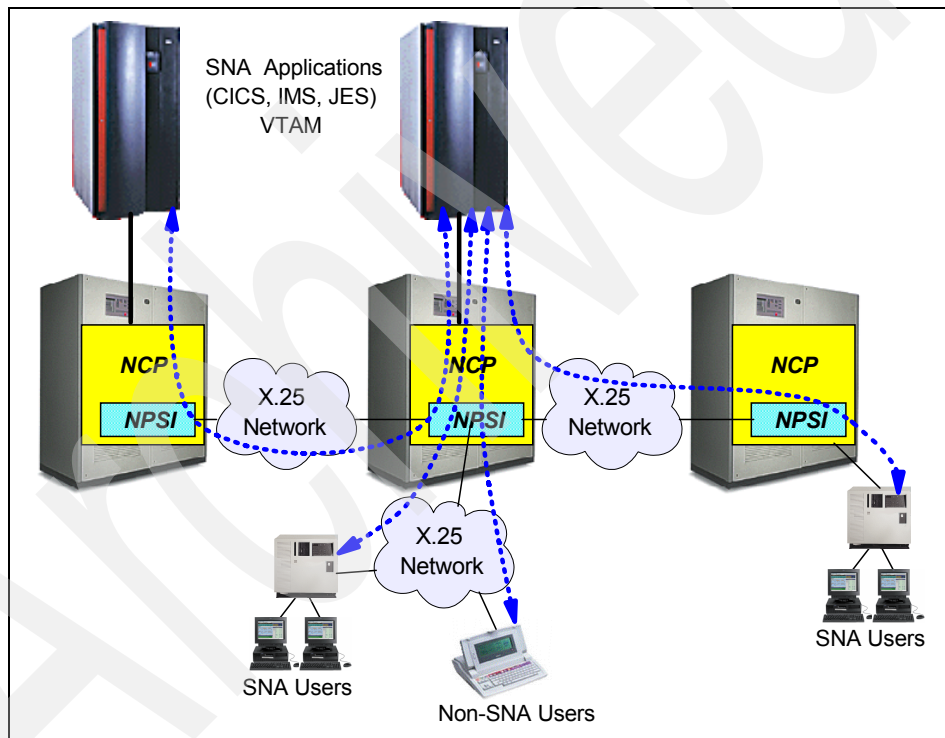 SNA Applications
(CICS, IMS, JES)
VTAM
NCP
NPSI
X.25
Network
NCP
NPSI
X.25
Network
NCP
NPSI
X.25
Network
SNA Users
Non-SNA Users
SNA Users
Archived